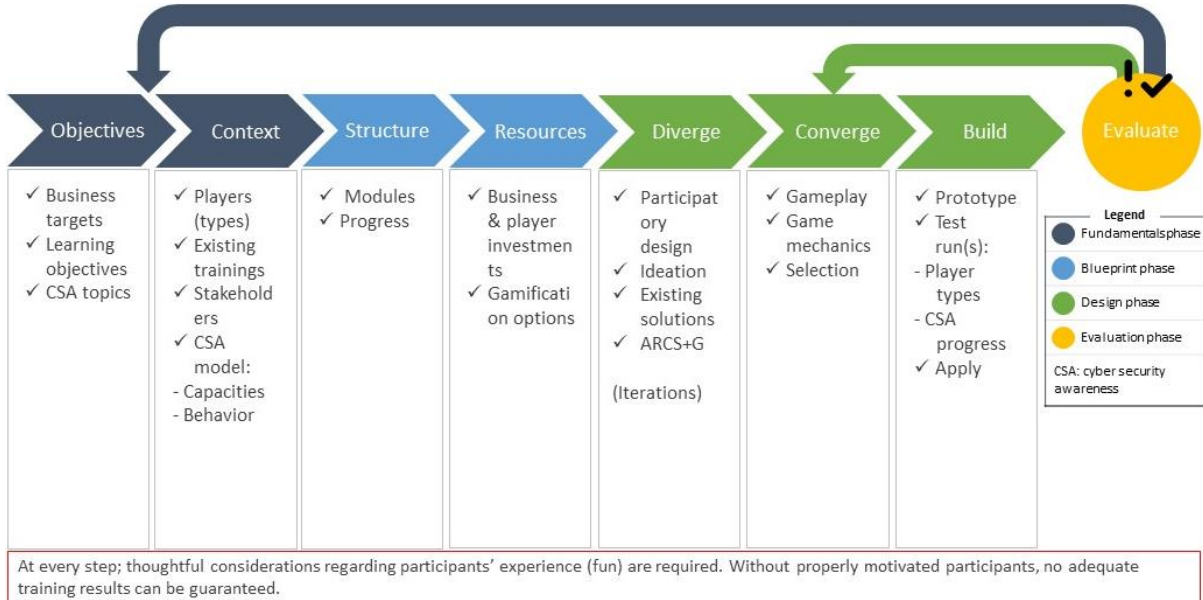 Objectives
Context
Structure
Resources
Diverge
Converge
Build
Evaluate
✓ Business
targets
✓ Learning
objectives
✓ CSA topics
✓ Players
(types)
✓ Existing
trainings
✓ Stakehold
ers
✓ CSA
model:
- Capacities
- Behavior
✓ Modules
✓ Progress
✓ Business
& player
investmen
ts
✓ Gamificati
on options
✓ Participat
ory
design
✓ Ideation
✓ Existing
solutions
✓ ARCS+G
(Iterations)
✓ Gameplay
✓ Game
mechanics
✓ Selection
✓ Prototype
✓ Test
run(s):
- Player
types
- CSA
progress
✓ Apply
Legend
Fundamentals phase
Blueprint phase
Design phase
Evaluation phase
CSA: cyber security
awareness
At every step; thoughtful considerations regarding participants' experience (fun) are required. Without properly motivated participants, no adequate
training results can be guaranteed.